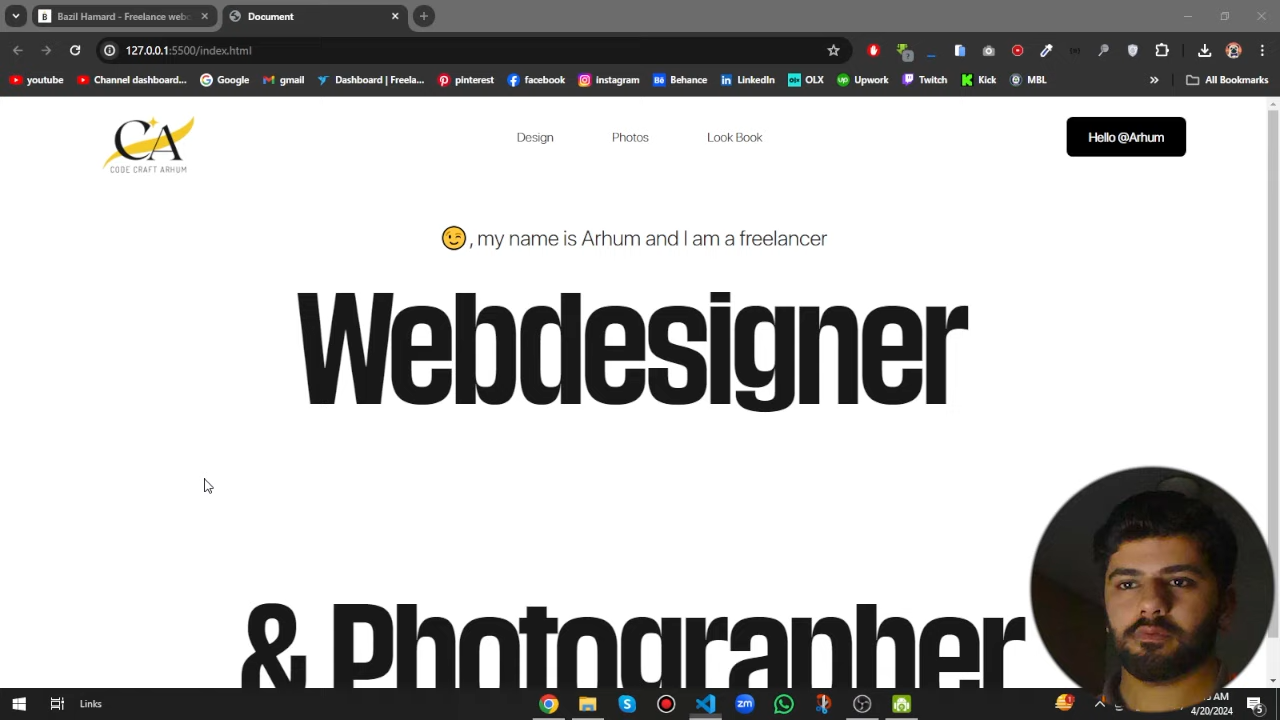 Bazil Hamard - Freelance webd
Document
127.0.0.1:5500/index.html
youtube
Channel dashboard...
Google
gmail
Dashboard | Freela...
pinterest
facebook
instagram
Behance
LinkedIn
OLX
Upwork
Twitch
Kick
MBL
All Bookmarks
CA
CODE CRAFT ARHUM
Design
Photos
Look Book
Hello @Arhum
, my name is Arhum and I am a freelancer
Webdesigner
& Photographer
Links
AM
4/20/2024